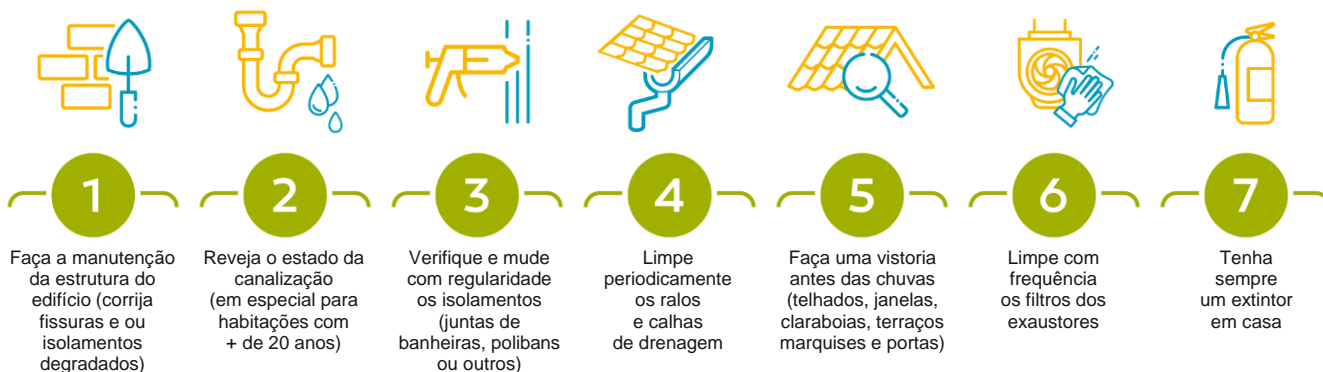 1
Faça a manutenção
da estrutura do
edifício (corrija
fissuras e ou
isolamentos
degradados)
2
Reveja o estado da
canalização
(em especial para
habitações com
+ de 20 anos)
3
Verifique e mude
com regularidade
os isolamentos
(juntas de
banheiras, polibans
ou outros)
4
Limpe
periodicamente
os ralos
e calhas
de drenagem
5
Faça uma vistoria
antes das chuvas
(telhados, janelas,
claraboias, terraços
marquises e portas)
6
Limpe com
frequência
os filtros dos
exaustores
7
Tenha
sempre
um extintor
em casa